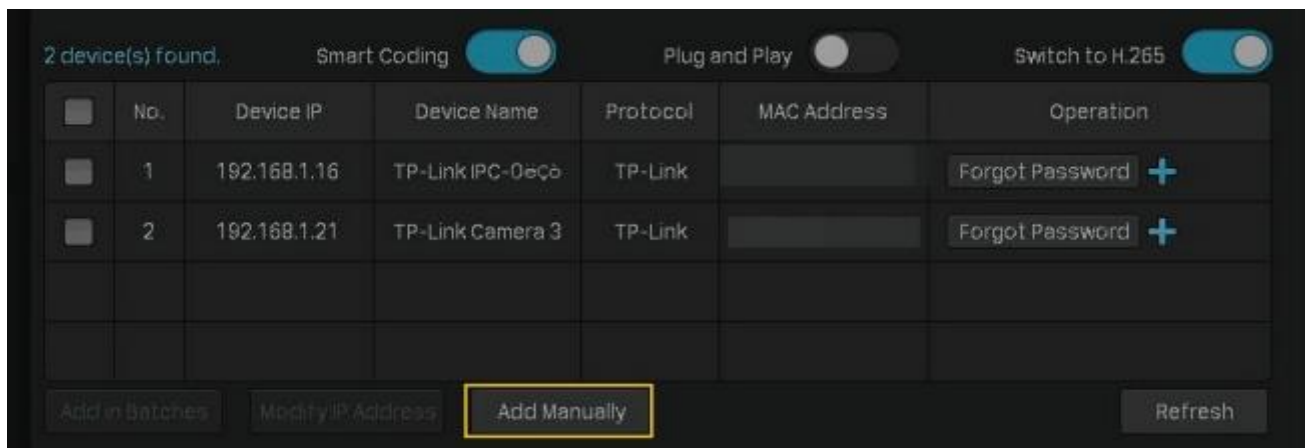 2 device(s) found. Smart Coding Plug and Play Switch to H.265
No. Device IP Device Name Protocol MAC Address Operation
1 192.168.1.16 TP-Link IPC-0ëÇò TP-Link Forgot Password
2 192.168.1.21 TP-Link Camera 3 TP-Link Forgot Password
Add in Batches Modify IP Address Add Manually Refresh